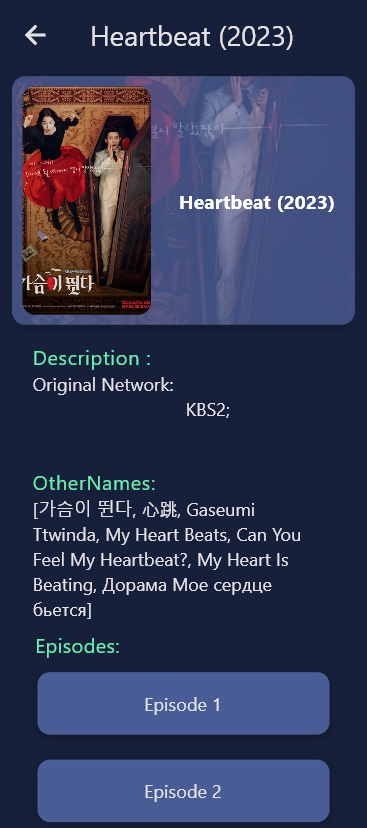 Heartbeat (2023)
가슴이 뛴다
Heartbeat (2023)
Description :
Original Network:
KBS2;
OtherNames:
[가슴이 뛴다, 心跳, Gaseumi
Ttwinda, My Heart Beats, Can You
Feel My Heartbeat?, My Heart Is
Beating, Дорама Мое сердце
бьется]
Episodes:
Episode 1
Episode 2